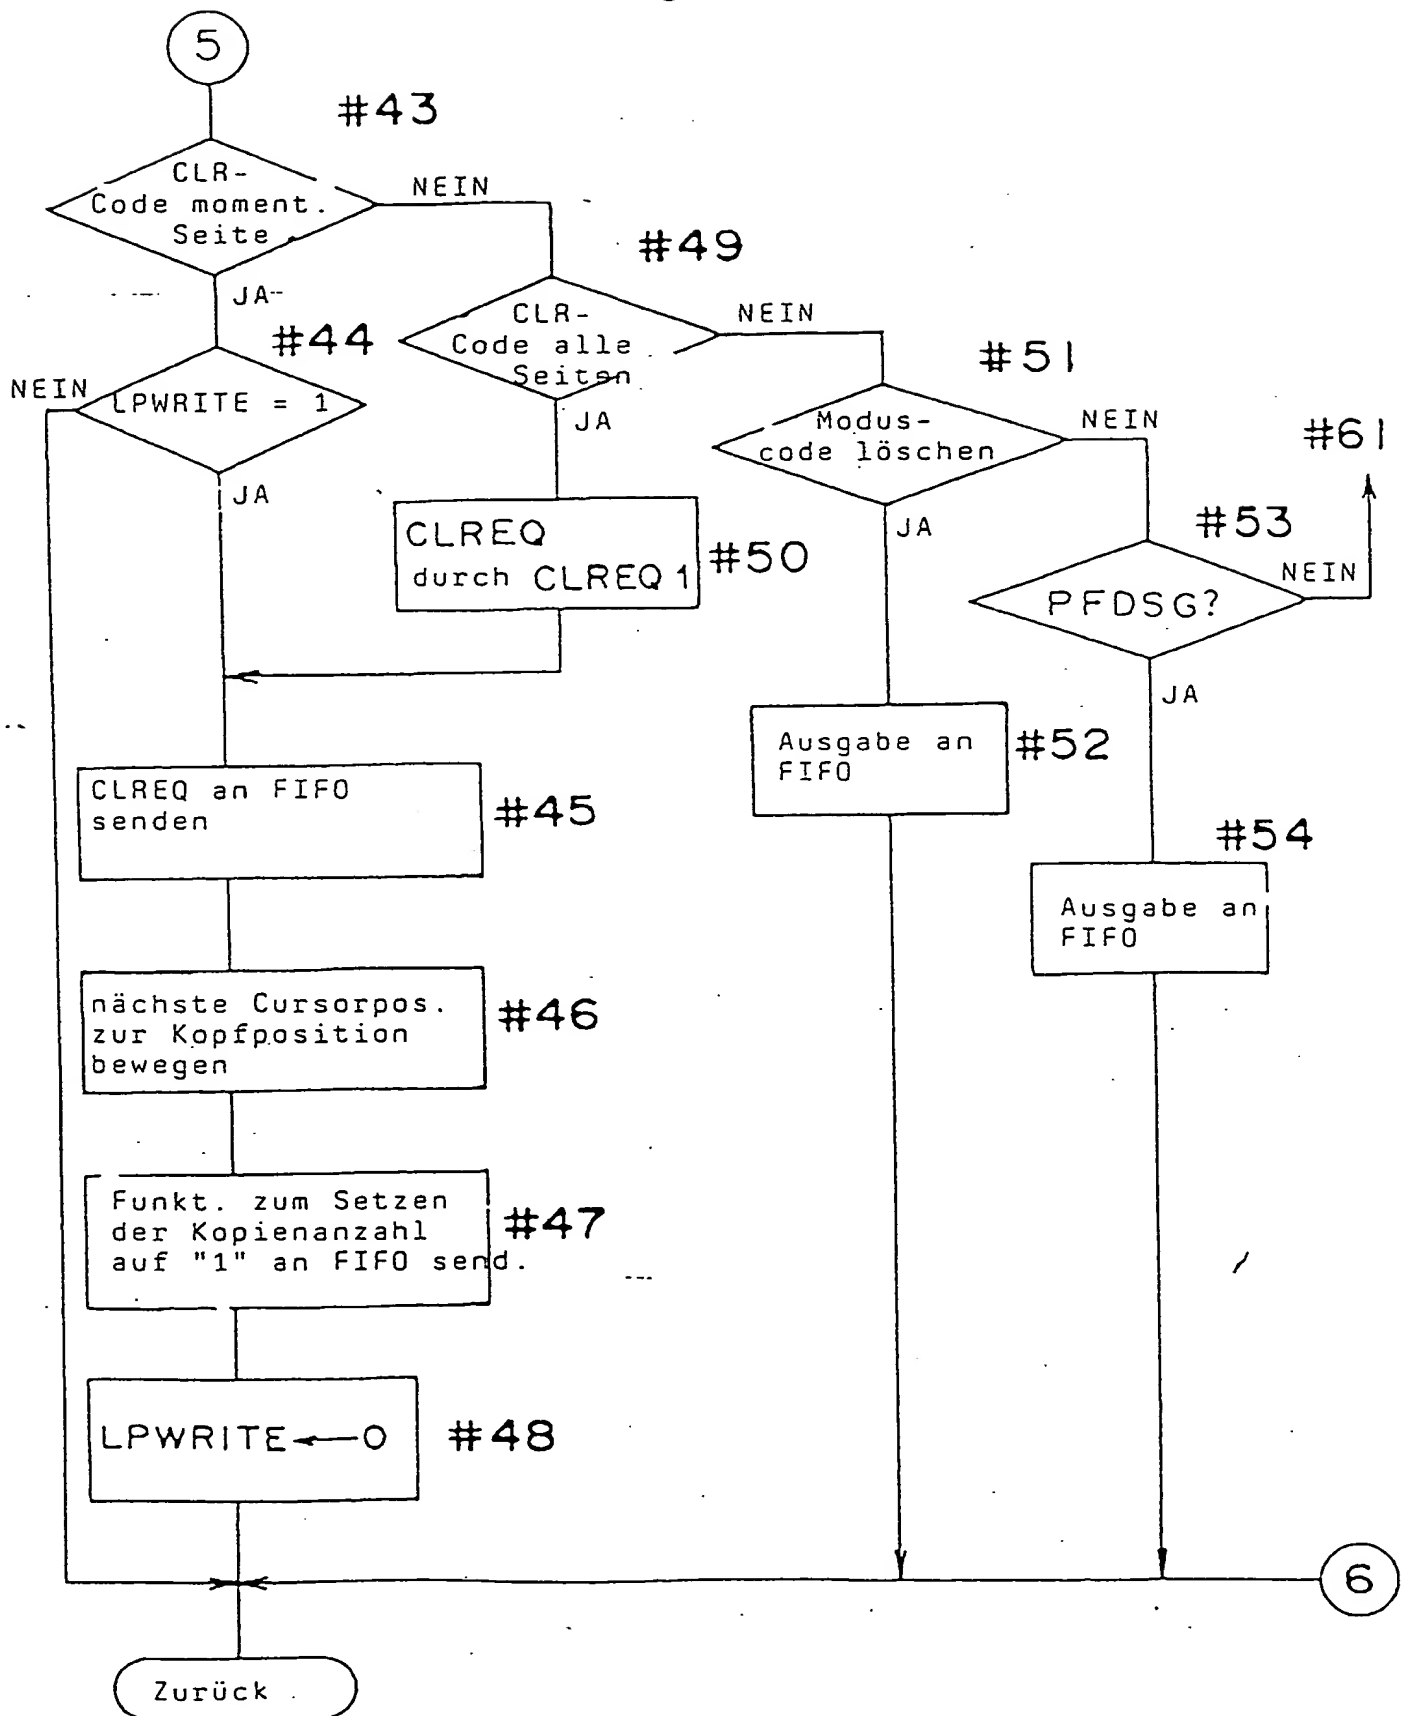 5
#43
CLR-
Code moment.
Seite
NEIN
JA
#49
CLR-
Code alle
Seiten
NEIN
JA
#44
LPWRITE = 1
NEIN
JA
#51
Modus-
code löschen
NEIN
JA
#61
#53
PFDSG?
NEIN
JA
CLREQ
durch CLREQ 1
#50
Ausgabe an
FIFO
#52
CLREQ an FIFO
senden
#45
#54
Ausgabe an
FIFO
nächste Cursorpos.
zur Kopfposition
bewegen
#46
Funkt. zum Setzen
der Kopienanzahl
auf "1" an FIFO send.
#47
LPWRITE ← 0
#48
6
Zurück